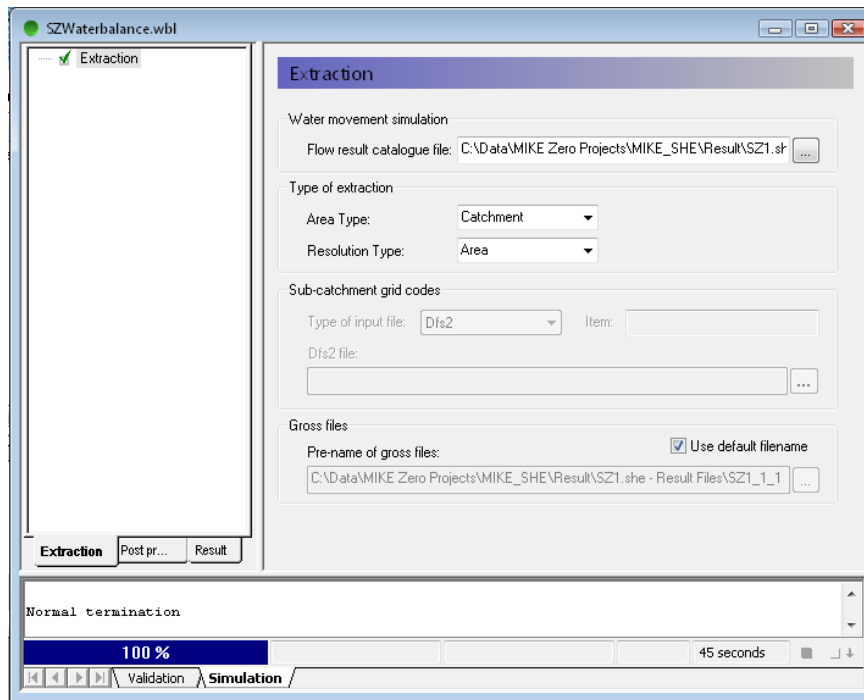 SZWaterbalance.wbl
Extraction
Extraction
Water movement simulation
Flow result catalogue file: C:\Data\MIKE Zero Projects\MIKE_SHE\Result\SZ1.sh ...
Type of extraction
Area Type: Catchment
Resolution Type: Area
Sub-catchment grid codes
Type of input file: Dfs2 Item:
Dfs2 file:
...
Gross files
Pre-name of gross files: Use default filename
C:\Data\MIKE Zero Projects\MIKE_SHE\Result\SZ1.she - Result Files\SZ1_1_1 ...
Extraction Post pr... Result
Normal termination
100 % 45 seconds
Validation Simulation